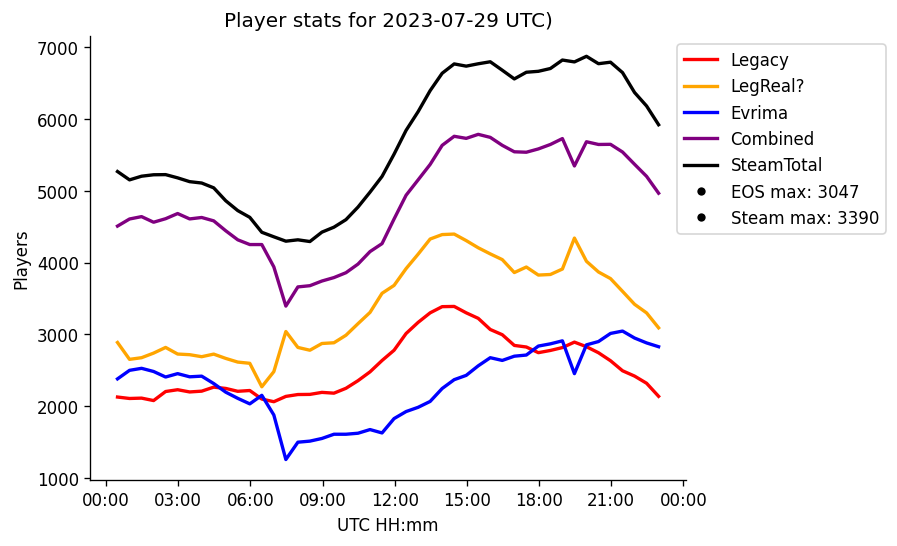 Player stats for 2023-07-29 UTC)
7000
6000
5000
4000
3000
2000
1000
Players
00:00 03:00 06:00 09:00 12:00 15:00 18:00 21:00 00:00
UTC HH:mm
Legacy
LegReal?
Evrima
Combined
SteamTotal
EOS max: 3047
Steam max: 3390